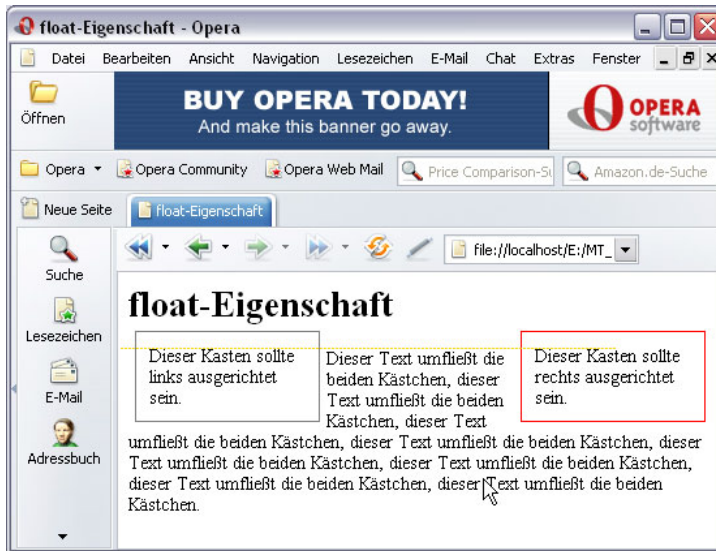 float-Eigenschaft - Opera
Datei Bearbeiten Ansicht Navigation Lesezeichen E-Mail Chat Extras Fenster
Öffnen
BUY OPERA TODAY!
And make this banner go away.
OPERA
software
Opera Opera Community Opera Web Mail Price Comparison-Su Amazon.de-Suche
Neue Seite float-Eigenschaft
file://localhost/E:/MT_
Suche
Lesezeichen
E-Mail
Adressbuch
float-Eigenschaft
Dieser Kasten sollte
links ausgerichtet
sein.
Dieser Kasten sollte
rechts ausgerichtet
sein.
Dieser Text umfließt die
beiden Kästchen, dieser
Text umfließt die beiden
Kästchen, dieser Text
umfließt die beiden Kästchen, dieser Text umfließt die beiden Kästchen, dieser
Text umfließt die beiden Kästchen, dieser Text umfließt die beiden Kästchen,
dieser Text umfließt die beiden Kästchen, dieser Text umfließt die beiden
Kästchen.